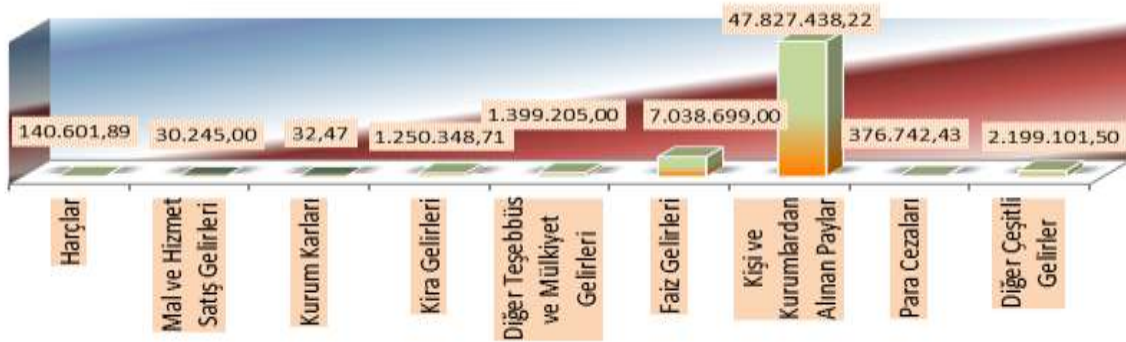 47.827.438,22
140.601,89
30.245,00
32,47
1.250.348,71
1.399.205,00
7.038.699,00
376.742,43
2.199.101,50
Harçlar
Mal ve Hizmet
Satış Gelirleri
Kurum Karları
Kira Gelirleri
Diğer Teşebbüs
ve Mülkiyet
Gelirleri
Faiz Gelirleri
Kişi ve
Kurumlardan
Alınan Paylar
Para Cezaları
Diğer Çeşitli
Gelirler